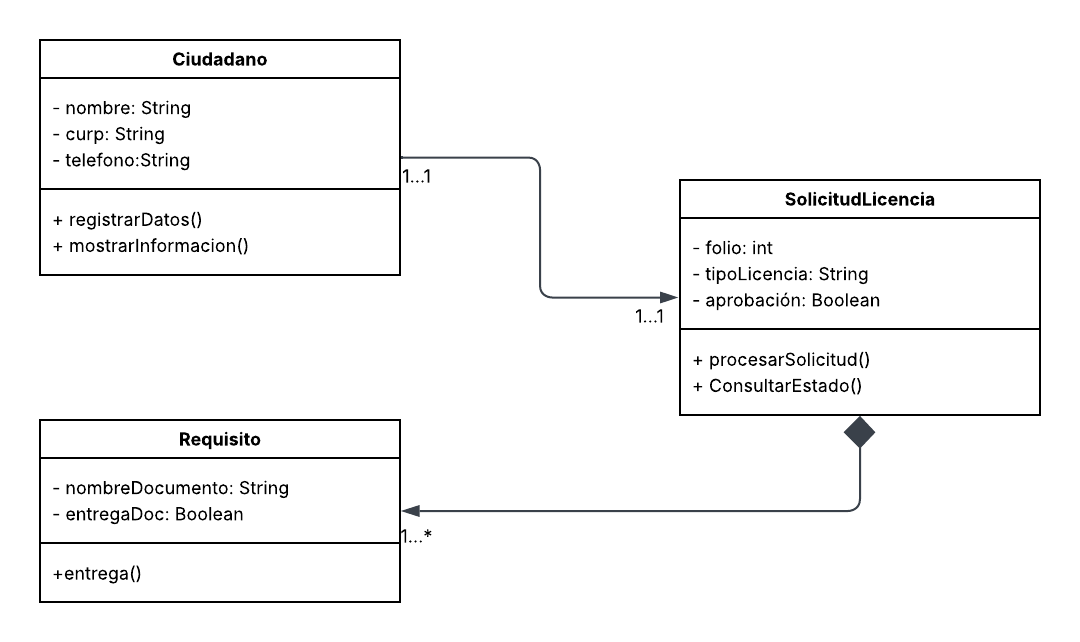 Ciudadano
- nombre: String
- curp: String
- telefono:String
+ registrarDatos()
+ mostrarInformacion()
1...1
1...1
SolicitudLicencia
- folio: int
- tipoLicencia: String
- aprobación: Boolean
+ procesarSolicitud()
+ ConsultarEstado()
Requisito
- nombreDocumento: String
- entregaDoc: Boolean
+entrega()
1...*